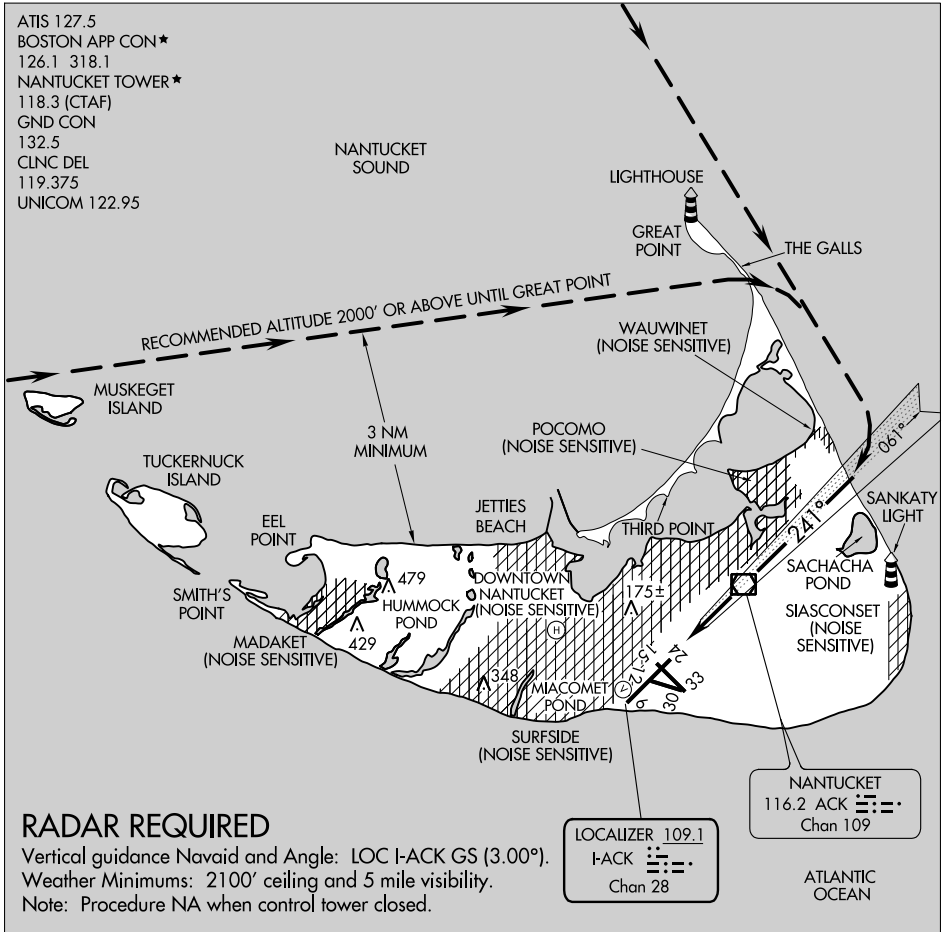 ATIS 127.5
BOSTON APP CON★
126.1 318.1
NANTUCKET TOWER★
118.3 (CTAF)
GND CON
132.5
CLNC DEL
119.375
UNICOM 122.95
NANTUCKET
SOUND
LIGHTHOUSE
GREAT
POINT
THE GALLS
RECOMMENDED ALTITUDE 2000' OR ABOVE UNTIL GREAT POINT
WAUWINET
(NOISE SENSITIVE)
MUSKEGET
ISLAND
3 NM
MINIMUM
POCOMO
(NOISE SENSITIVE)
061°
TUCKERNUCK
ISLAND
EEL
POINT
JETTIES
BEACH
THIRD POINT
241°
SANKATY
LIGHT
SACHACHA
POND
SMITH'S
POINT
479
HUMMOCK
POND
DOWNTOWN
NANTUCKET
(NOISE SENSITIVE)
175±
SIASCONSET
(NOISE
SENSITIVE)
MADAKET
(NOISE SENSITIVE)
429
H
348
MIACOMET
POND
15
12
24
6
30
33
SURFSIDE
(NOISE SENSITIVE)
NANTUCKET
116.2 ACK
Chan 109
LOCALIZER 109.1
I-ACK
Chan 28
ATLANTIC
OCEAN
RADAR REQUIRED
Vertical guidance Navaid and Angle: LOC I-ACK GS (3.00°).
Weather Minimums: 2100' ceiling and 5 mile visibility.
Note: Procedure NA when control tower closed.